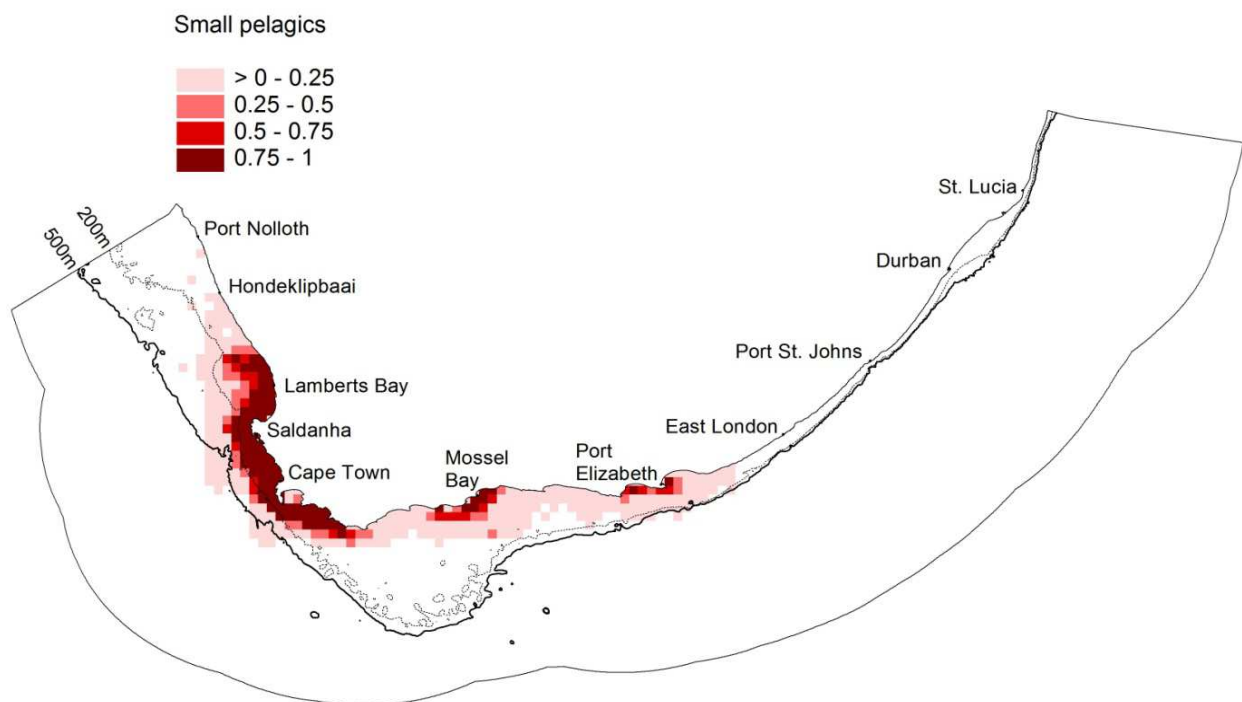 Small pelagics
> 0 - 0.25
0.25 - 0.5
0.5 - 0.75
0.75 - 1
St. Lucia
200m
Port Nolloth
500m
Durban
Hondeklipbaai
Port St. Johns
Lamberts Bay
East London
Saldanha
Mossel
Bay
Port
Elizabeth
Cape Town